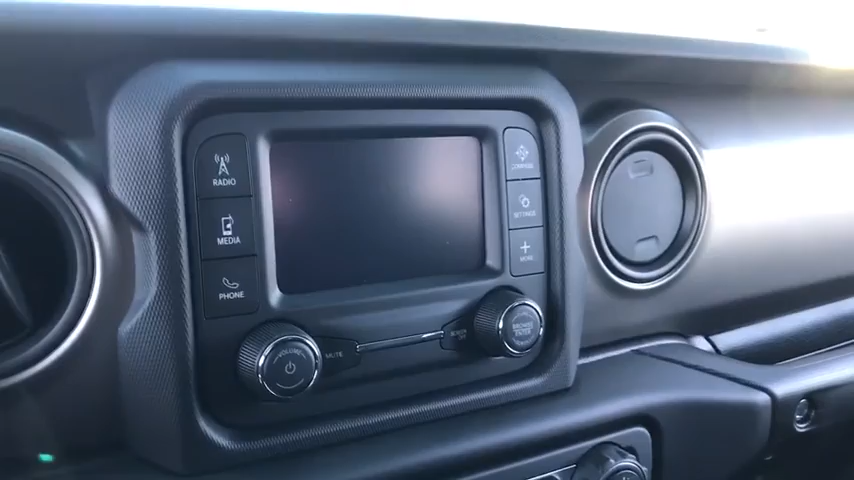 RADIO
MEDIA
PHONE
COMPASS
SETTINGS
MORE
VOLUME
MUTE
SCREEN
OFF
BROWSE
ENTER